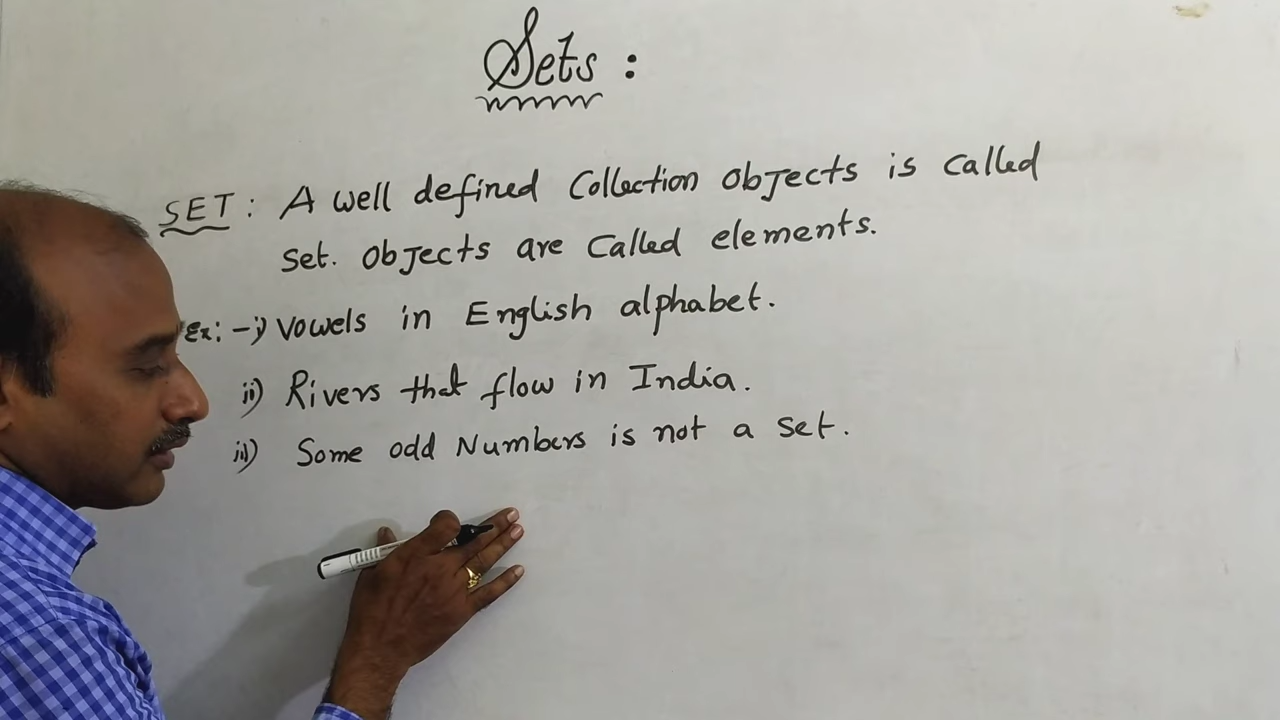 Sets :
SET : A well defined Collection objects is called
set. objects are called elements.
Ex: - i) Vowels in English alphabet.
ii) Rivers that flow in India.
iii) Some odd Numbers is not a set.